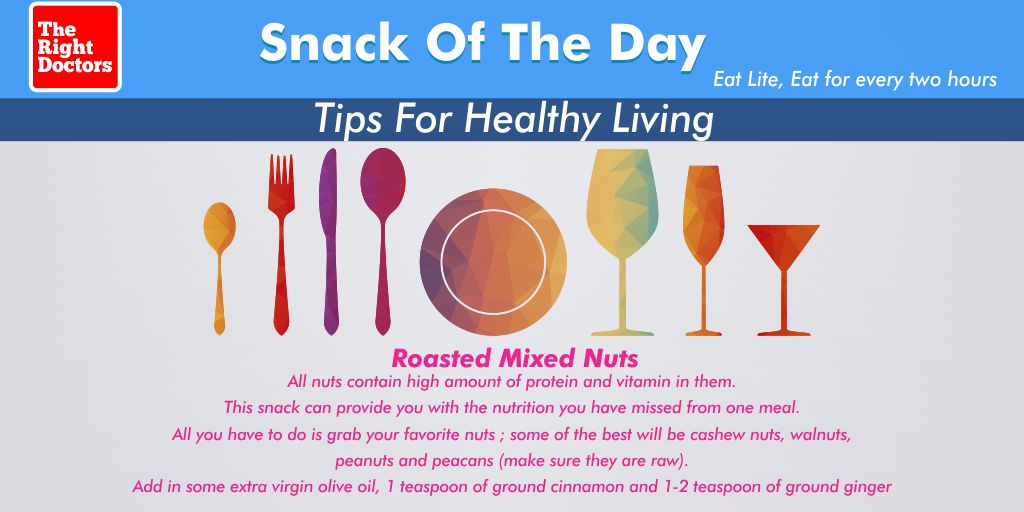 The
Right
Doctors
Snack Of The Day
Eat Lite, Eat for every two hours
Tips For Healthy Living
Roasted Mixed Nuts
All nuts contain high amount of protein and vitamin in them.
This snack can provide you with the nutrition you have missed from one meal.
All you have to do is grab your favorite nuts ; some of the best will be cashew nuts, walnuts,
peanuts and peacans (make sure they are raw).
Add in some extra virgin olive oil, 1 teaspoon of ground cinnamon and 1-2 teaspoon of ground ginger